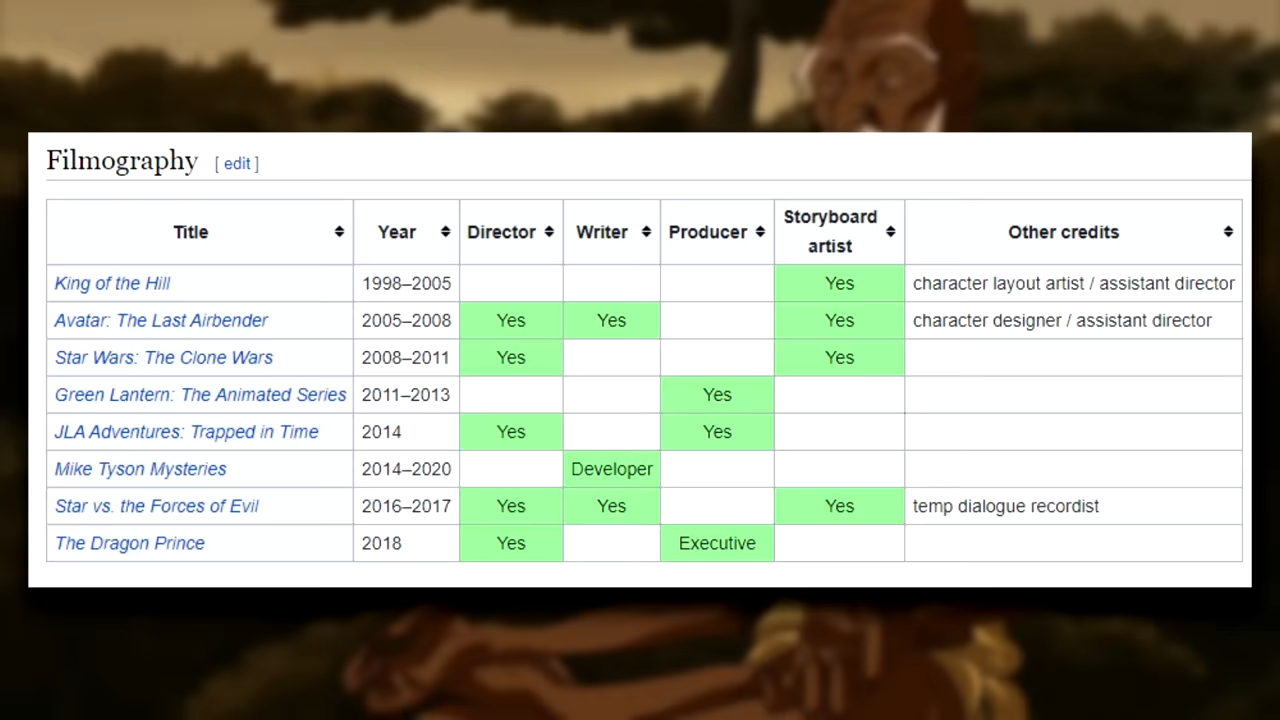 Filmography [ edit ]
Title Year Director Writer Producer Storyboard artist Other credits
King of the Hill 1998–2005 Yes character layout artist / assistant director
Avatar: The Last Airbender 2005–2008 Yes Yes Yes character designer / assistant director
Star Wars: The Clone Wars 2008–2011 Yes Yes
Green Lantern: The Animated Series 2011–2013 Yes
JLA Adventures: Trapped in Time 2014 Yes Yes
Mike Tyson Mysteries 2014–2020 Developer
Star vs. the Forces of Evil 2016–2017 Yes Yes Yes temp dialogue recordist
The Dragon Prince 2018 Yes Executive